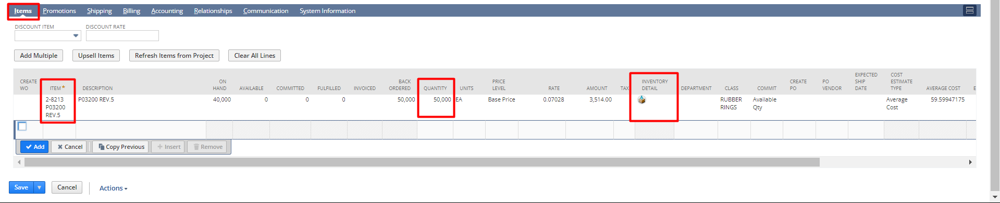 Items Promotions Shipping Billing Accounting Relationships Communication System Information
DISCOUNT ITEM DISCOUNT RATE
Add Multiple Upsell Items Refresh Items from Project Clear All Lines
CREATE WO ITEM* DESCRIPTION ON HAND AVAILABLE COMMITTED FULFILLED INVOICED BACK ORDERED QUANTITY UNITS PRICE LEVEL RATE AMOUNT TAX INVENTORY DETAIL DEPARTMENT CLASS COMMIT CREATE PO PO VENDOR EXPECTED SHIP DATE COST ESTIMATE TYPE AVERAGE COST E
2-8213 P03200 REV.5 P03200 REV.5 40,000 0 0 0 50,000 50,000 EA Base Price 0.07028 3,514.00 RUBBER RINGS Available Qty Average Cost 59.59947175
Add Cancel Copy Previous Insert Remove
Save Cancel Actions